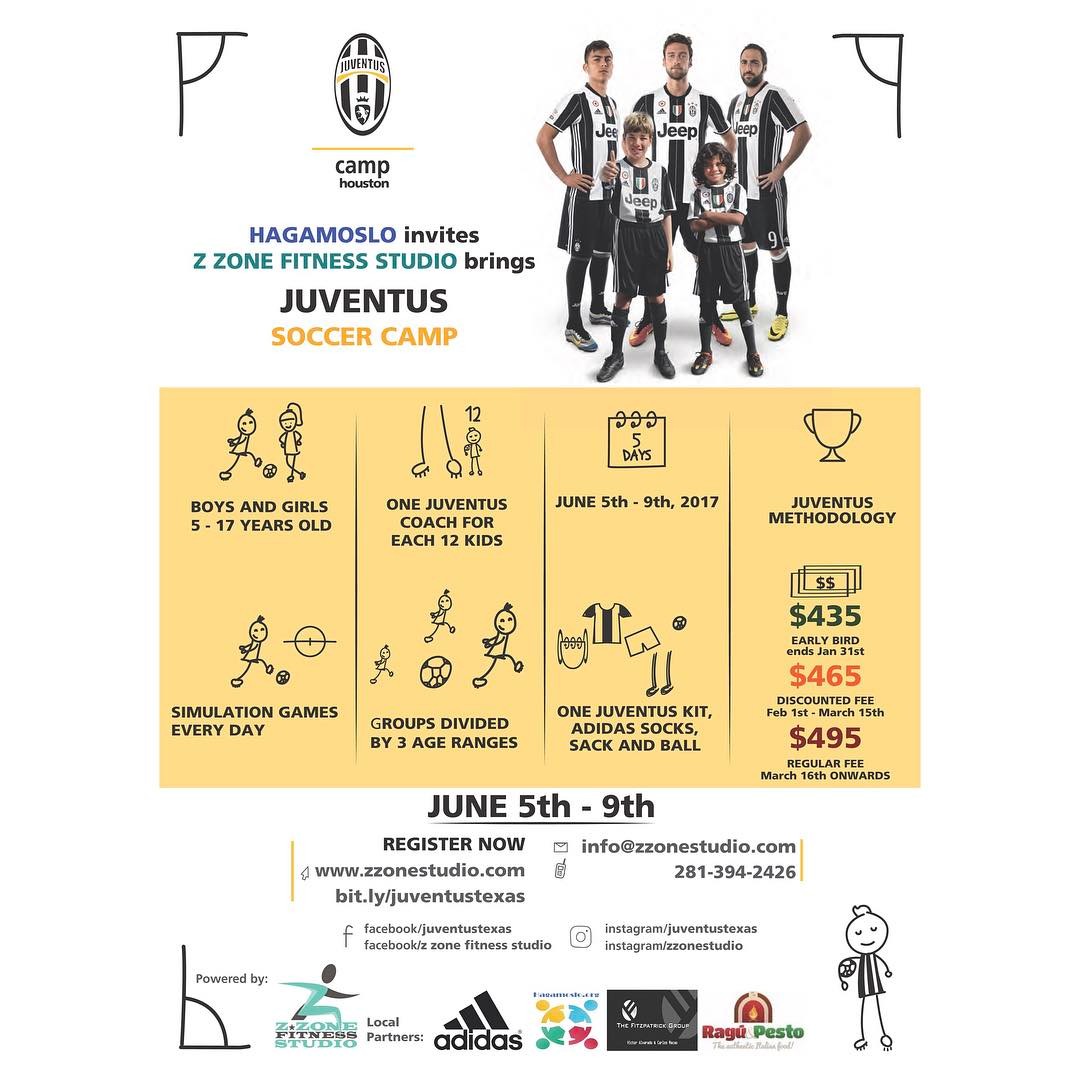 JUVENTUS
camp
houston
HAGAMOSLO invites
Z ZONE FITNESS STUDIO brings
JUVENTUS
SOCCER CAMP
Jeep
Jeep
Jeep
Jeep
9
BOYS AND GIRLS
5 - 17 YEARS OLD
12
ONE JUVENTUS
COACH FOR
EACH 12 KIDS
5
DAYS
JUNE 5th - 9th, 2017
JUVENTUS
METHODOLOGY
SIMULATION GAMES
EVERY DAY
GROUPS DIVIDED
BY 3 AGE RANGES
ONE JUVENTUS KIT,
ADIDAS SOCKS,
SACK AND BALL
$$
$435
EARLY BIRD
ends Jan 31st
$465
DISCOUNTED FEE
Feb 1st - March 15th
$495
REGULAR FEE
March 16th ONWARDS
JUNE 5th - 9th
REGISTER NOW
www.zzonestudio.com
bit.ly/juventustexas
info@zzonestudio.com
281-394-2426
facebook/juventustexas
facebook/z zone fitness studio
instagram/juventustexas
instagram/zzonestudio
Powered by:
Z·ZONE
FITNESS
STUDIO
Local
Partners:
adidas
Hagamoslo.org
THE FITZPATRICK GROUP
Ragú & Pesto
The authentic Italian food!